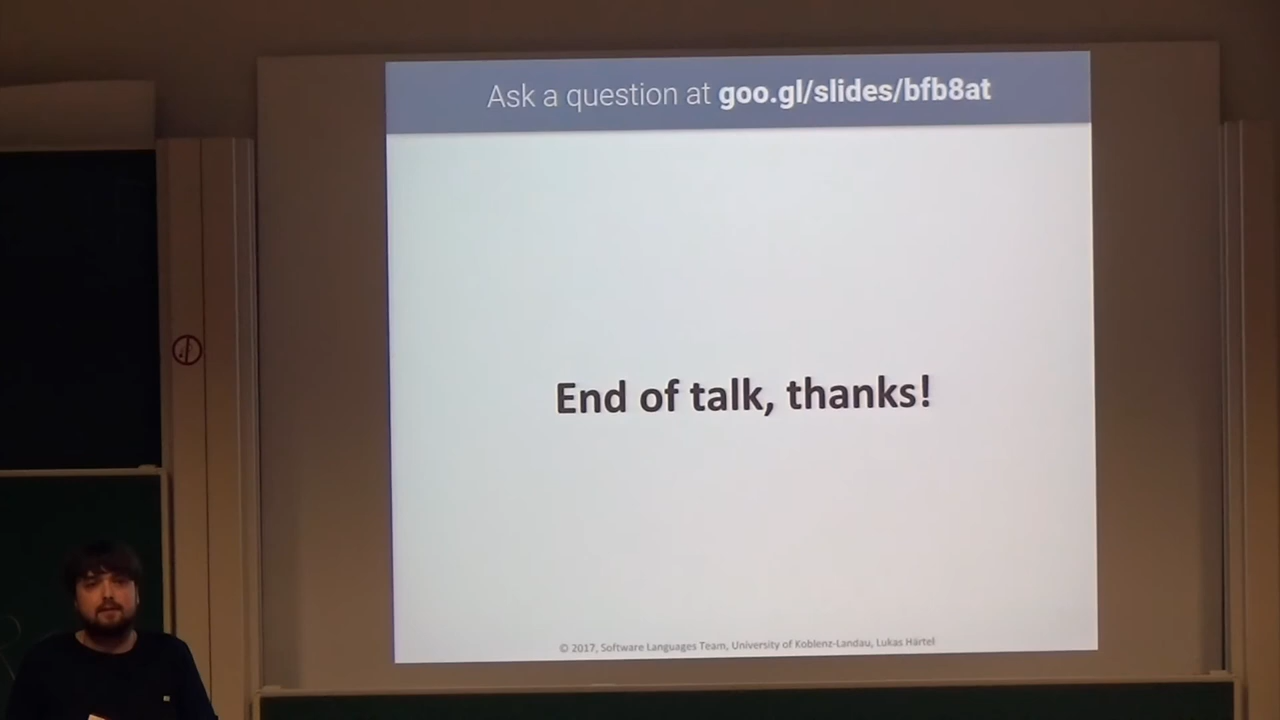 Ask a question at goo.gl/slides/bfb8at
End of talk, thanks!
© 2017, Software Languages Team, University of Koblenz-Landau, Lukas Härtel